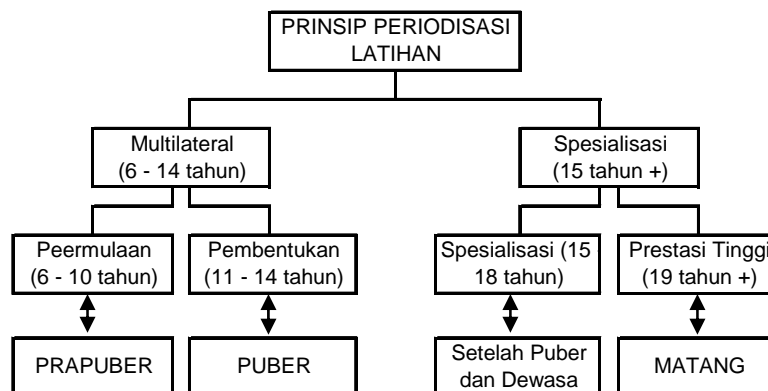 PRINSIP PERIODISASI
LATIHAN
Multilateral
(6 - 14 tahun)
Spesialisasi
(15 tahun +)
Peermulaan
(6 - 10 tahun)
Pembentukan
(11 - 14 tahun)
Spesialisasi (15
18 tahun)
Prestasi Tinggi
(19 tahun +)
PRAPUBER
PUBER
Setelah Puber
dan Dewasa
MATANG